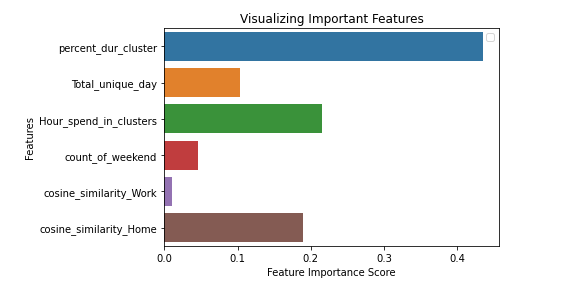 Visualizing Important Features
percent_dur_cluster
Total_unique_day
Hour_spend_in_clusters
count_of_weekend
cosine_similarity_Work
cosine_similarity_Home
Features
0.0 0.1 0.2 0.3 0.4
Feature Importance Score